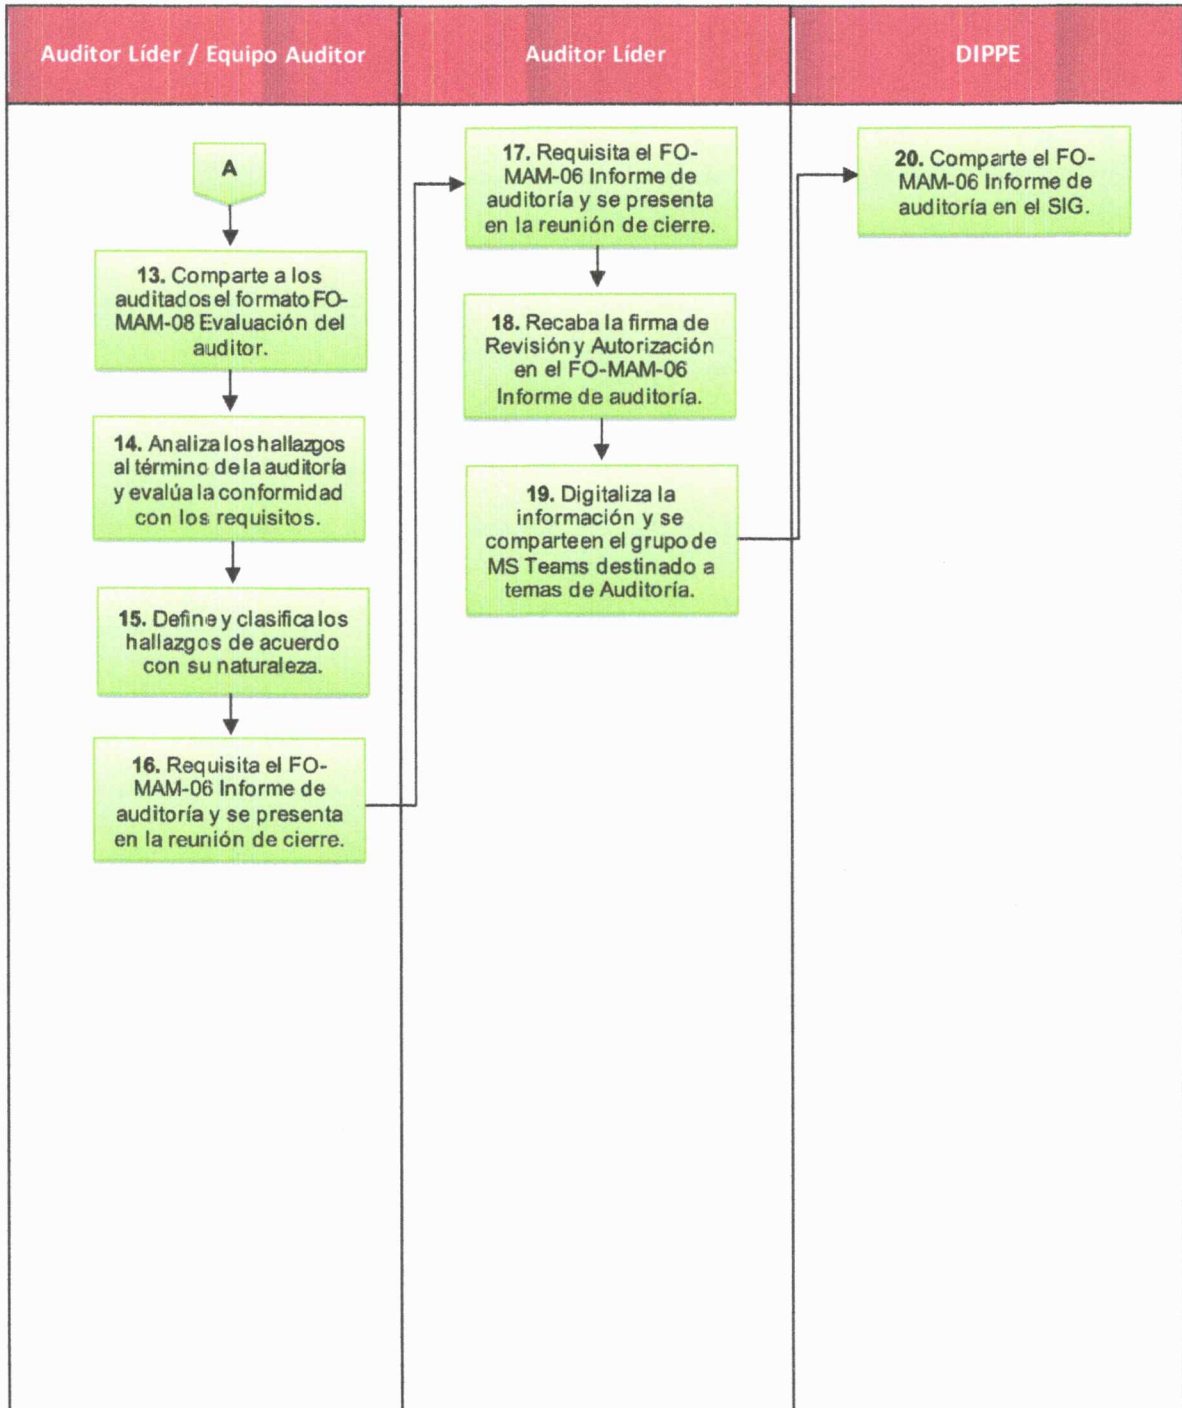 Auditor Líder / Equipo Auditor
Auditor Líder
DIPPE
A
13. Comparte a los
auditados el formato FO-
MAM-08 Evaluación del
auditor.
14. Analiza los hallazgos
al término de la auditoría
y evalúa la conformidad
con los requisitos.
15. Define y clasifica los
hallazgos de acuerdo
con su naturaleza.
16. Requisita el FO-
MAM-06 Informe de
auditoría y se presenta
en la reunión de cierre.
17. Requisita el FO-
MAM-06 Informe de
auditoría y se presenta
en la reunión de cierre.
18. Recaba la firma de
Revisión y Autorización
en el FO-MAM-06
Informe de auditoría.
19. Digitaliza la
información y se
comparte en el grupo de
MS Teams destinado a
temas de Auditoría.
20. Comparte el FO-
MAM-06 Informe de
auditoría en el SIG.